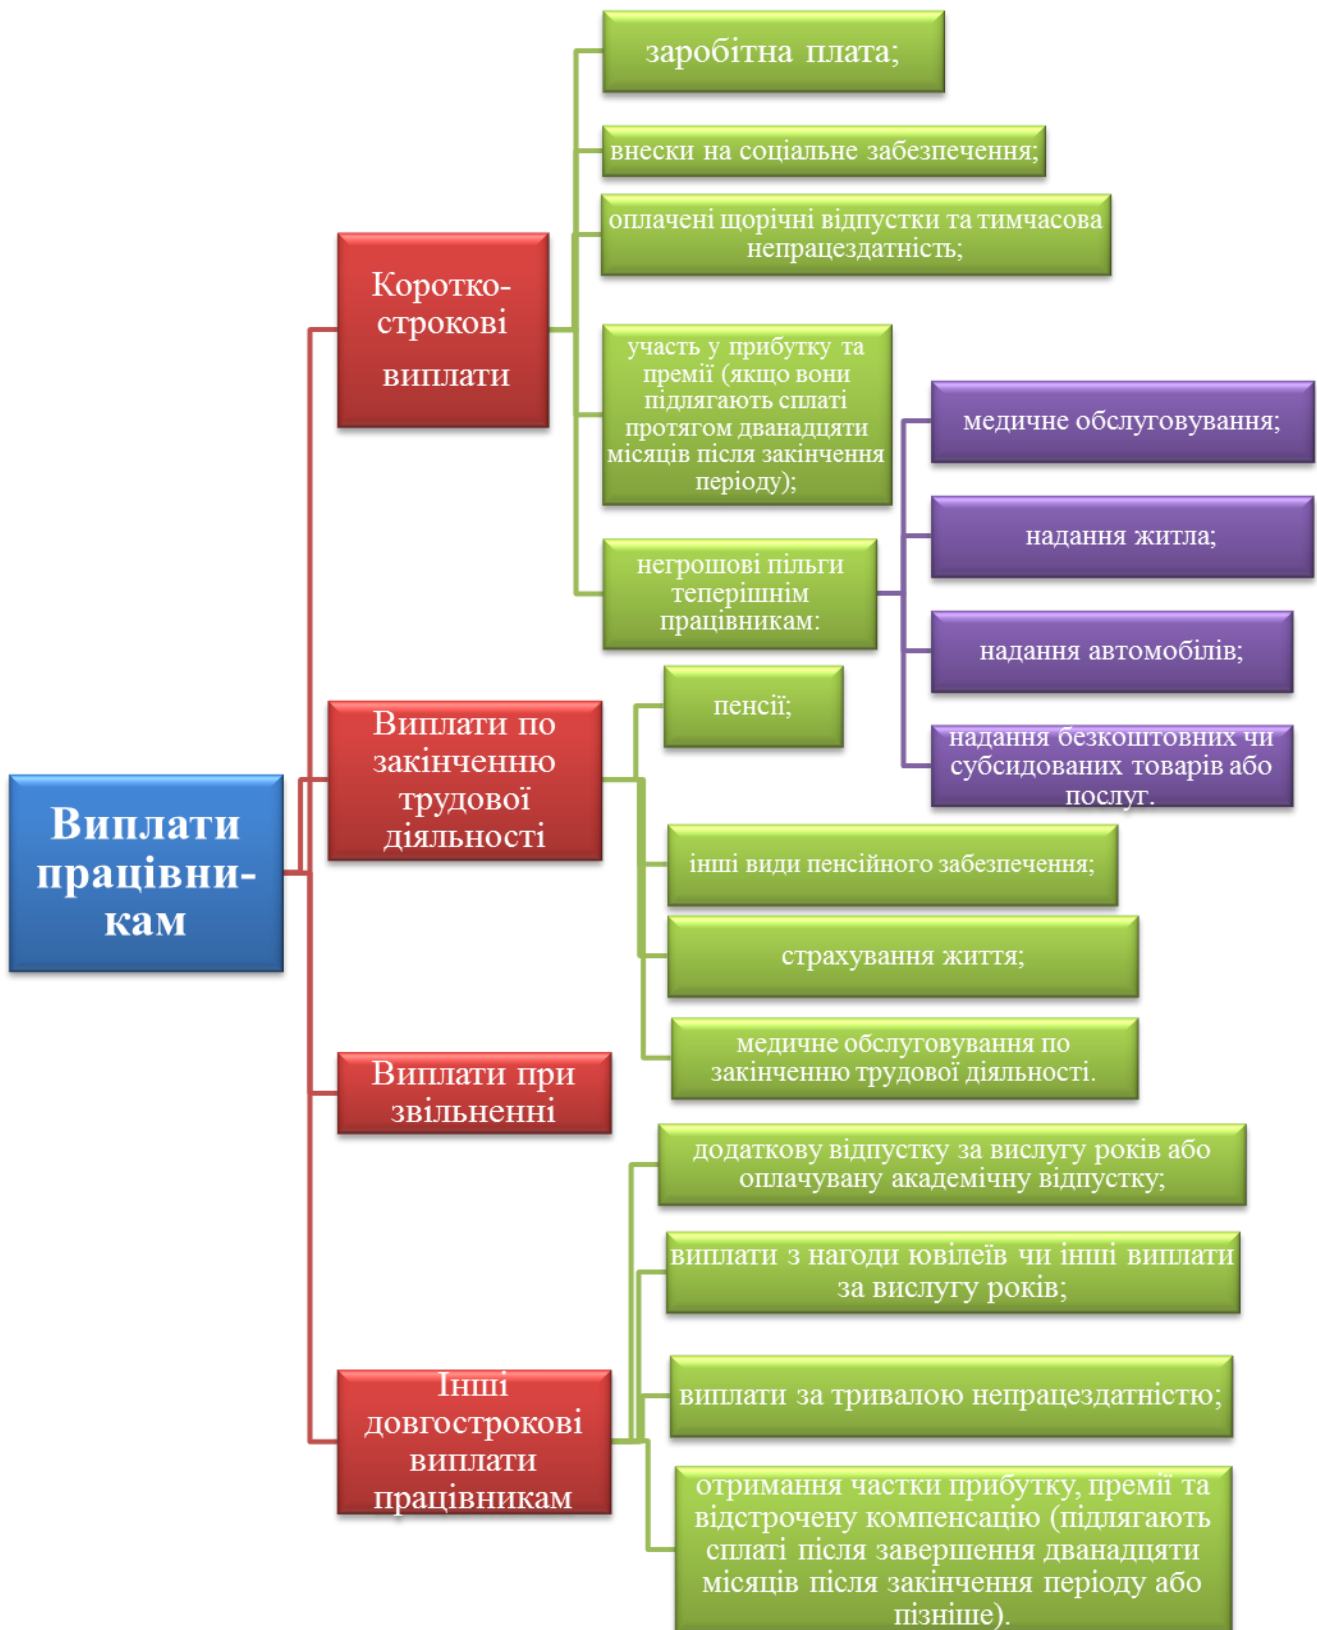 Виплати
працівни-
кам
Коротко-
строкові
виплати
заробітна плата;
внески на соціальне забезпечення;
оплачені щорічні відпустки та тимчасова
непрацездатність;
участь у прибутку та
премії (якщо вони
підлягають сплаті
протягом дванадцяти
місяців після закінчення
періоду);
негрошові пільги
теперішнім
працівникам:
медичне обслуговування;
надання житла;
надання автомобілів;
надання безкоштовних чи
субсидованих товарів або
послуг.
Виплати по
закінченню
трудової
діяльності
пенсії;
інші види пенсійного забезпечення;
страхування життя;
медичне обслуговування по
закінченню трудової діяльності.
Виплати при
звільненні
Інші
довгострокові
виплати
працівникам
додаткову відпустку за вислугу років або
оплачувану академічну відпустку;
виплати з нагоди ювілеїв чи інші виплати
за вислугу років;
виплати за тривалою непрацездатністю;
отримання частки прибутку, премії та
відстрочену компенсацію (підлягають
сплаті після завершення дванадцяти
місяців після закінчення періоду або
пізніше).